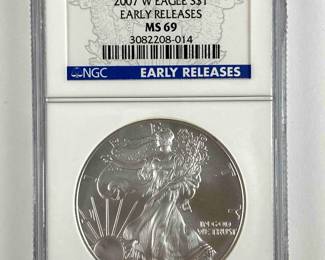 2007 W EAGLE S$1
EARLY RELEASES
MS 69
3082208-014
NGC EARLY RELEASES
LIBERTY
IN GOD
WE TRUST